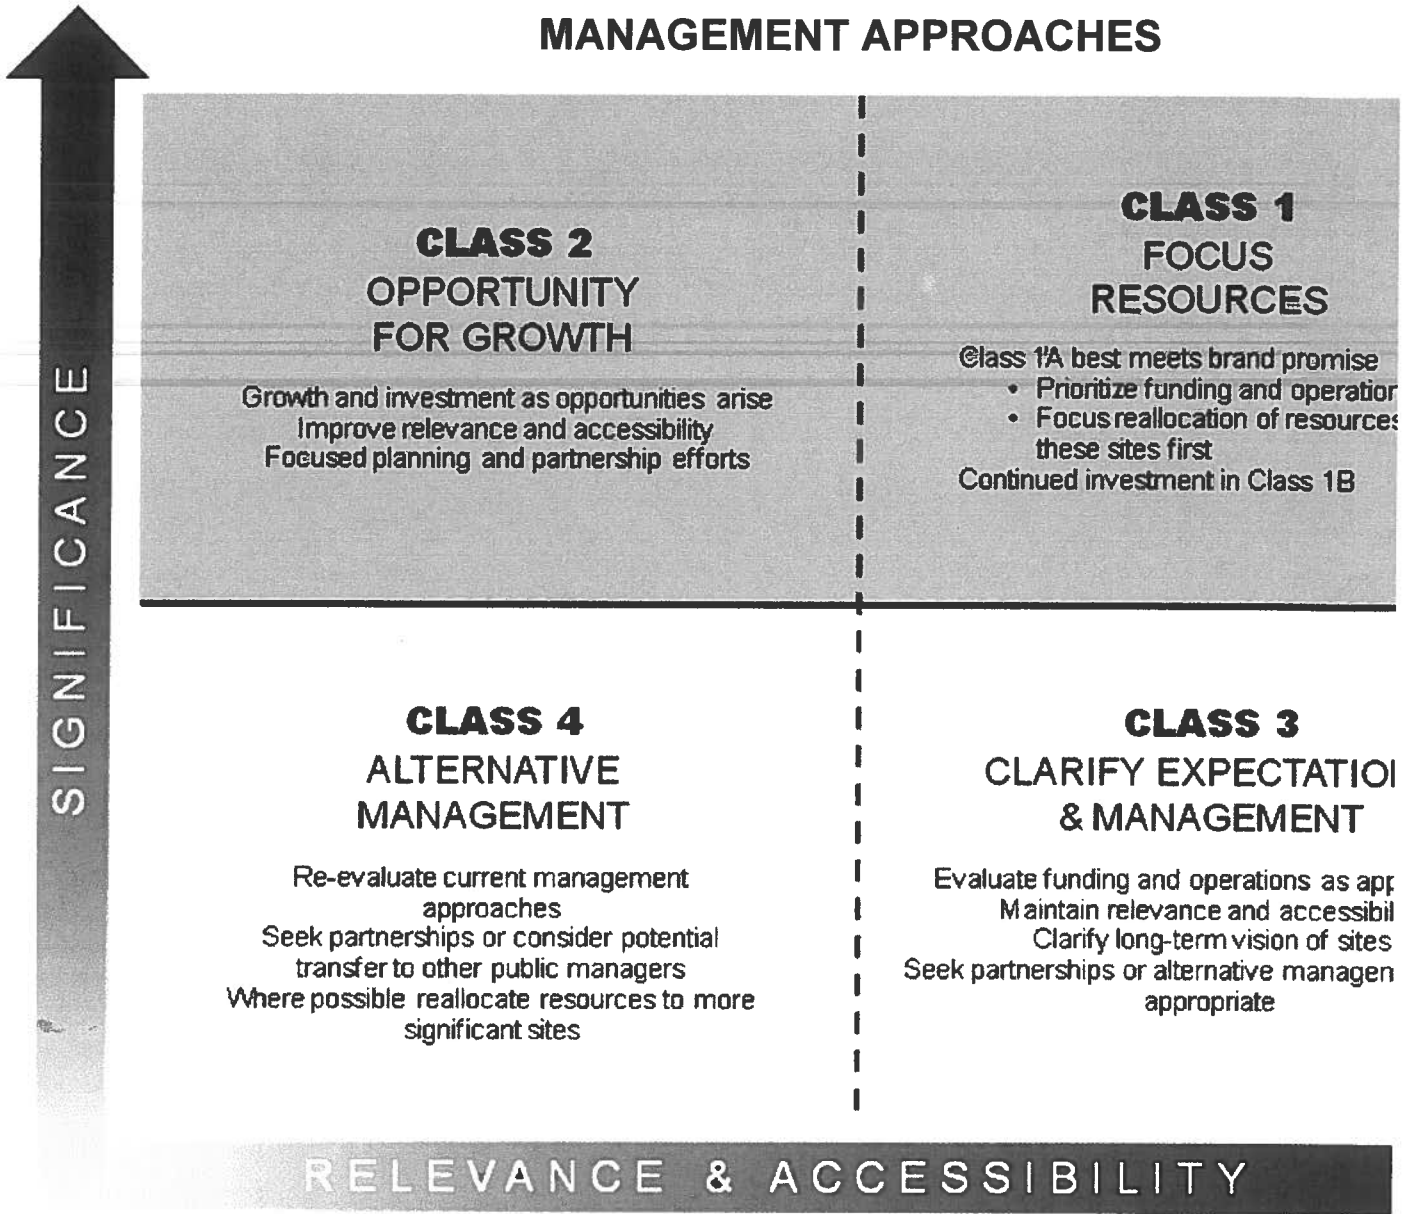 MANAGEMENT APPROACHES
CLASS 2
OPPORTUNITY
FOR GROWTH
Growth and investment as opportunities arise
Improve relevance and accessibility
Focused planning and partnership efforts
CLASS 1
FOCUS
RESOURCES
Class 1A best meets brand promise
• Prioritize funding and operation
• Focus reallocation of resources
these sites first
Continued investment in Class 1B
SIGNIFICANCE
CLASS 4
ALTERNATIVE
MANAGEMENT
Re-evaluate current management
approaches
Seek partnerships or consider potential
transfer to other public managers
Where possible reallocate resources to more
significant sites
CLASS 3
CLARIFY EXPECTATIO
& MANAGEMENT
Evaluate funding and operations as app
Maintain relevance and accessibil
Clarify long-term vision of sites
Seek partnerships or alternative managen
appropriate
RELEVANCE & ACCESSIBILITY